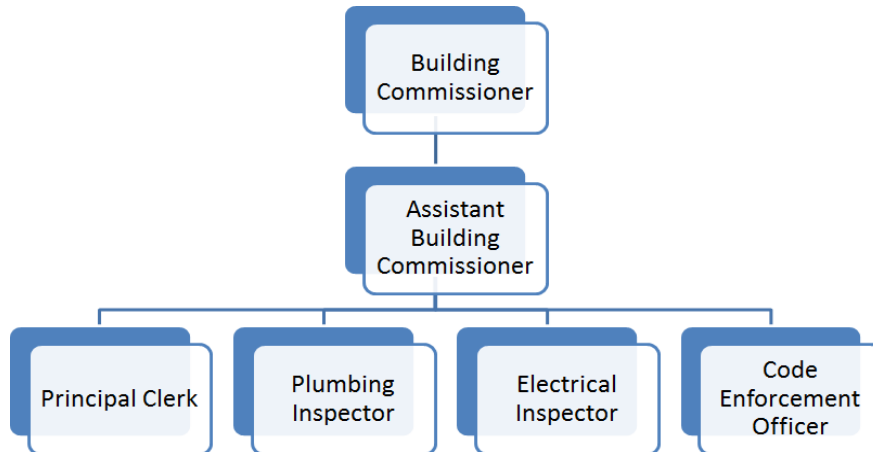 Building
Commissioner
Assistant
Building
Commissioner
Principal Clerk
Plumbing
Inspector
Electrical
Inspector
Code
Enforcement
Officer